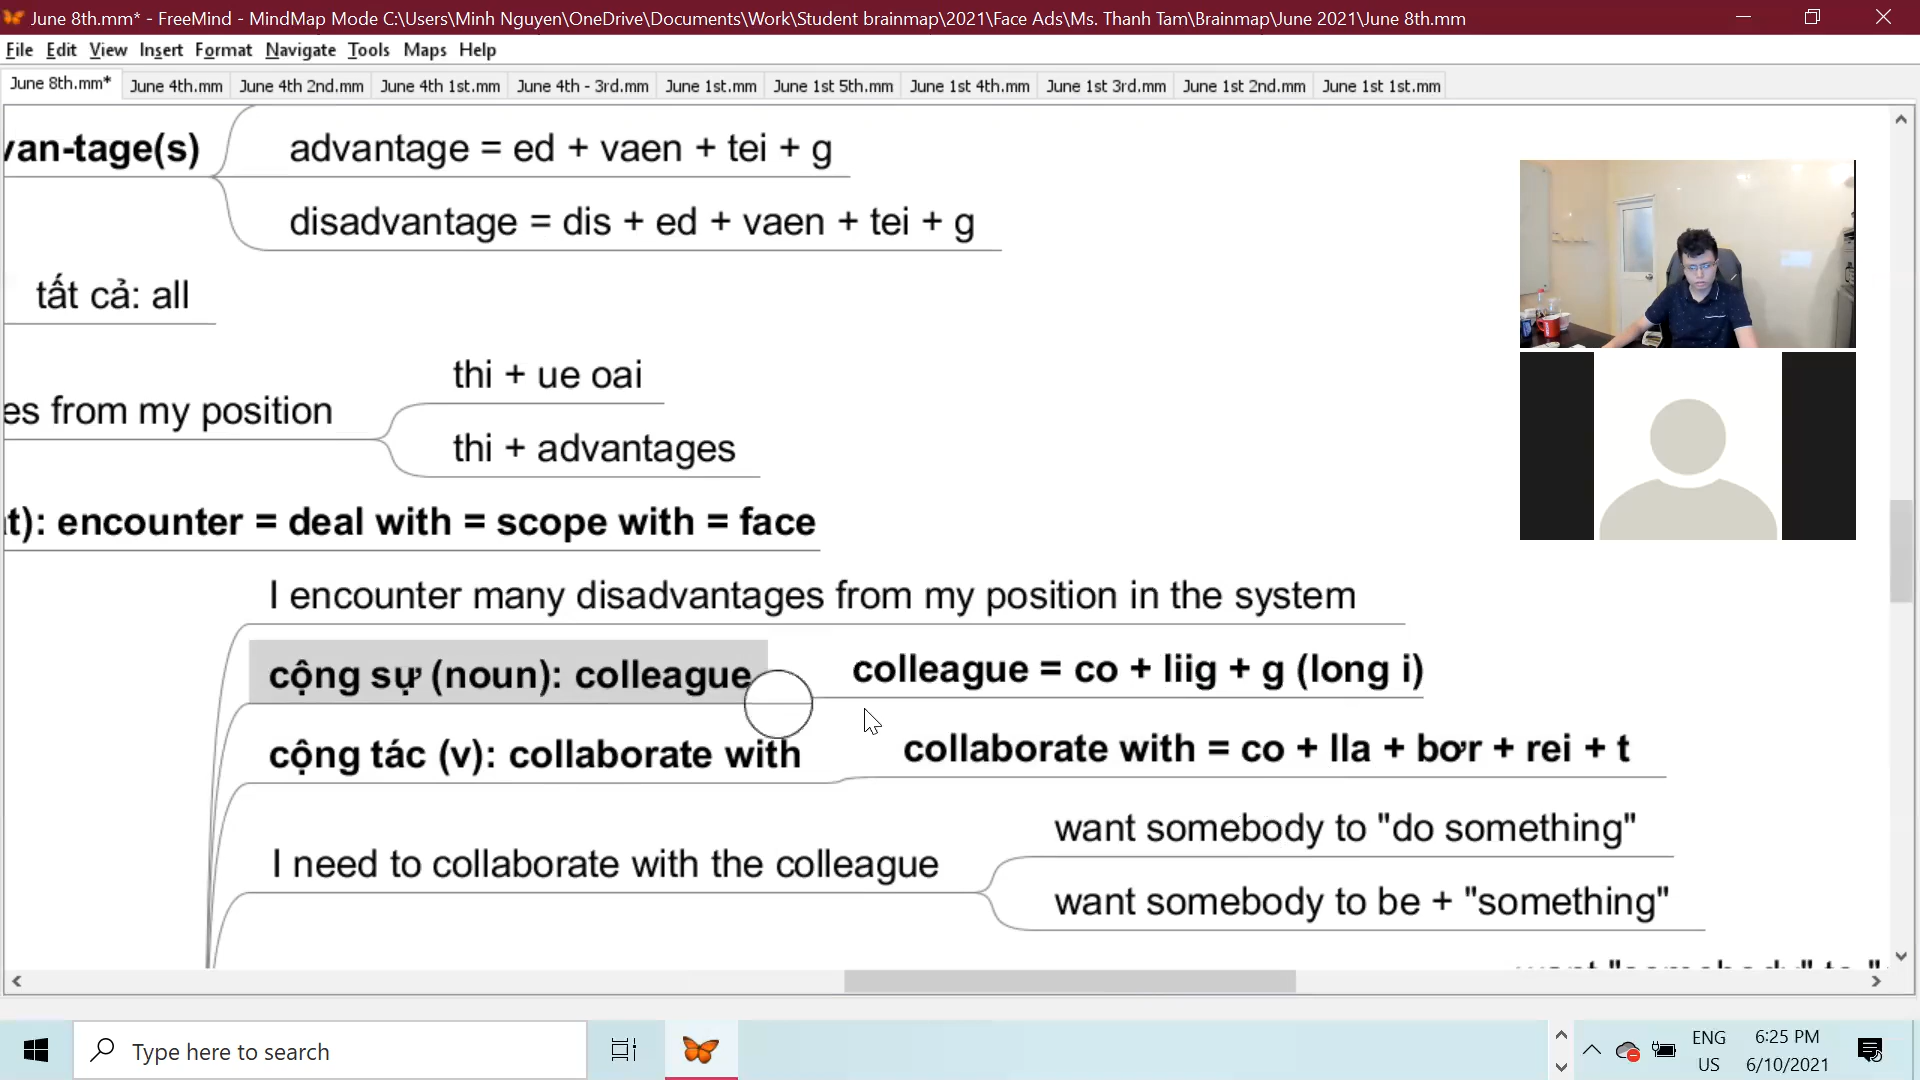 June 8th.mm* - FreeMind - MindMap Mode C:\Users\Minh Nguyen\OneDrive\Documents\Work\Student brainmap\2021\Face Ads\Ms. Thanh Tam\Brainmap\June 2021\June 8th.mm
File Edit View Insert Format Navigate Tools Maps Help
June 8th.mm* June 4th.mm June 4th 2nd.mm June 4th 1st.mm June 4th - 3rd.mm June 1st.mm June 1st 5th.mm June 1st 4th.mm June 1st 3rd.mm June 1st 2nd.mm June 1st 1st.mm
van-tage(s)
advantage = ed + vaen + tei + g
disadvantage = dis + ed + vaen + tei + g
tất cả: all
es from my position
thi + ue oai
thi + advantages
t): encounter = deal with = scope with = face
I encounter many disadvantages from my position in the system
cộng sự (noun): colleague
colleague = co + liig + g (long i)
cộng tác (v): collaborate with
collaborate with = co + lla + bơr + rei + t
I need to collaborate with the colleague
want somebody to "do something"
want somebody to be + "something"
Type here to search
ENG
US
6:25 PM
6/10/2021